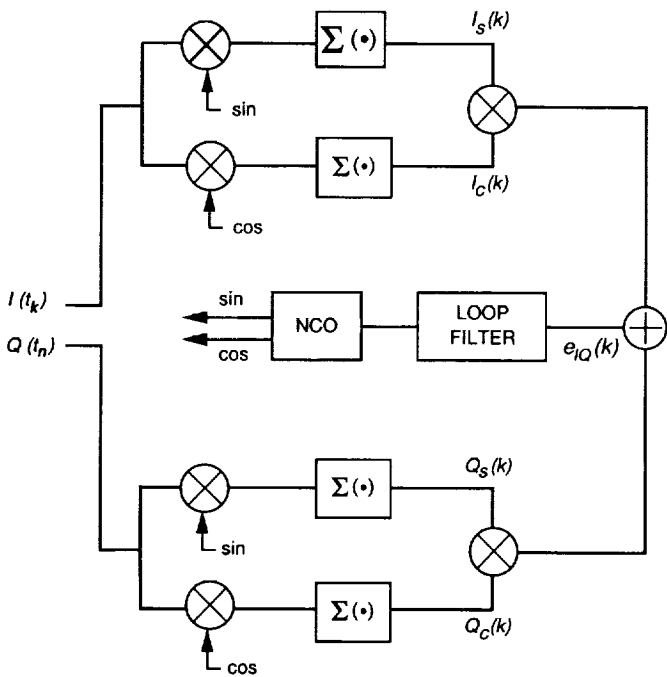 I_S(k)
Σ(•)
sin
Σ(•)
I_C(k)
cos
I(t_k)
Q(t_n)
sin
cos
NCO
LOOP
FILTER
e_IQ(k)
Q_S(k)
Σ(•)
sin
Σ(•)
Q_C(k)
cos